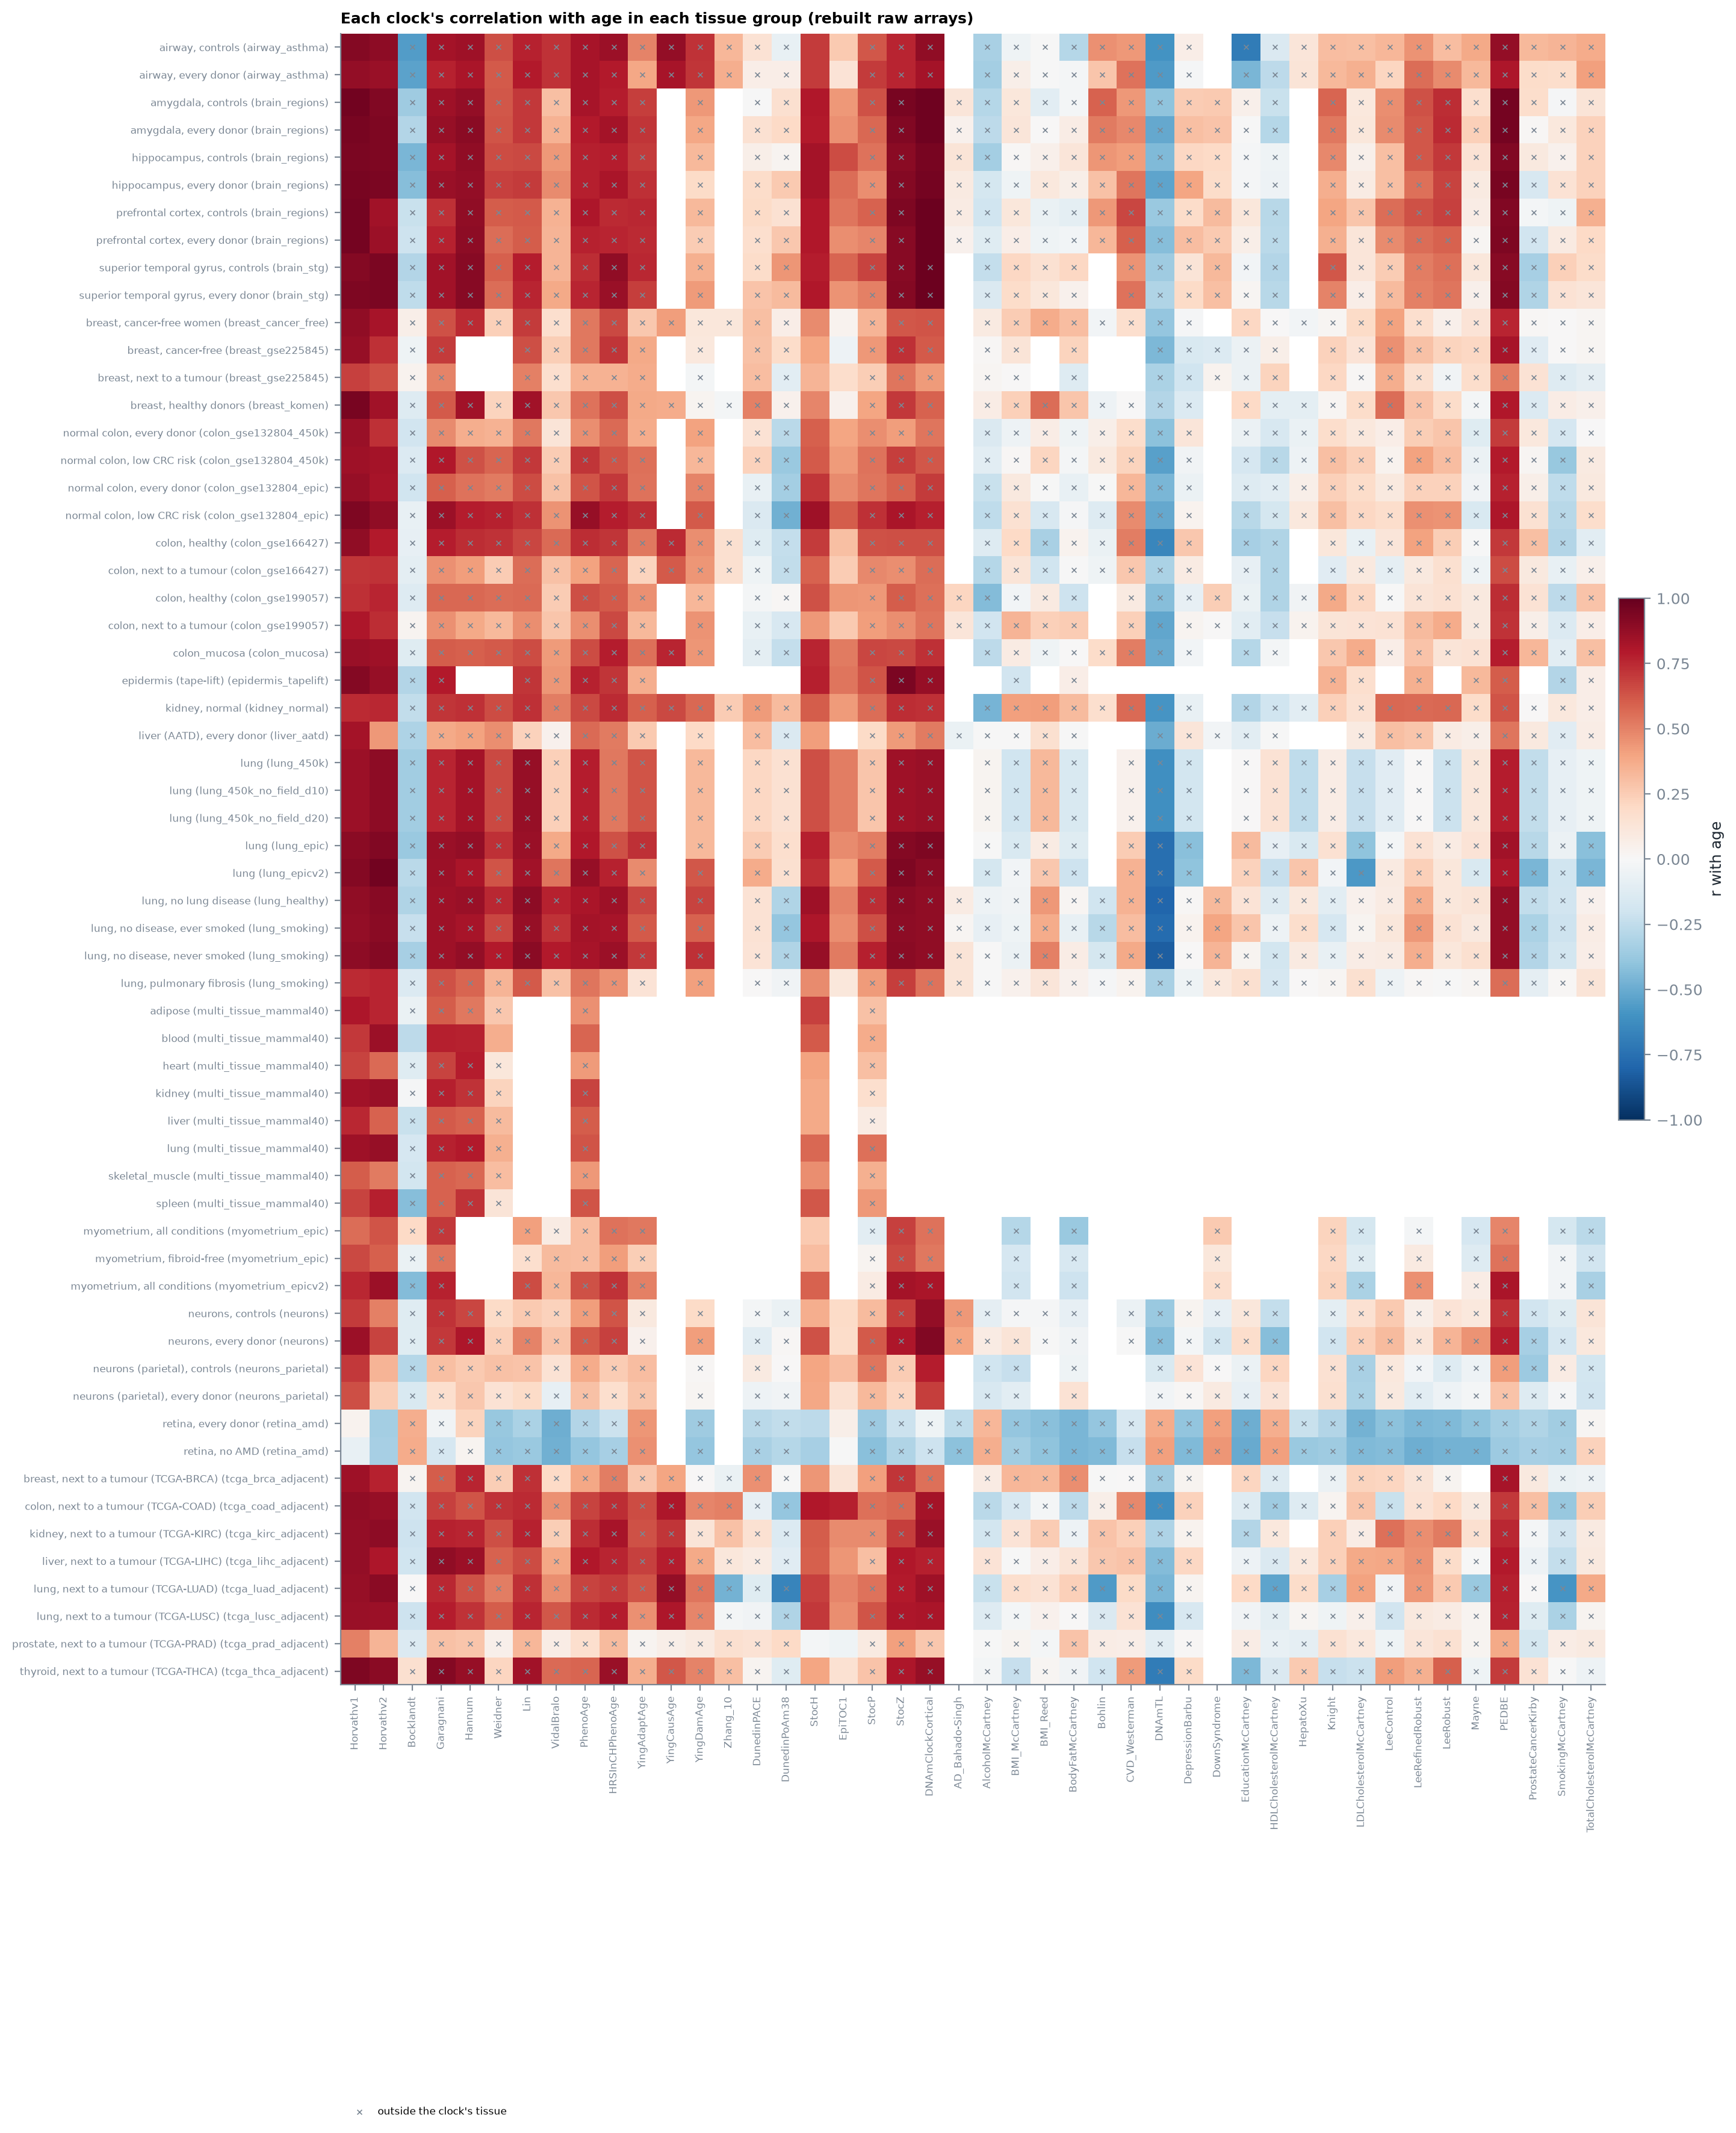 Each clock's correlation with age in each tissue group (rebuilt raw arrays)
airway, controls (airway_asthma)
airway, every donor (airway_asthma)
amygdala, controls (brain_regions)
amygdala, every donor (brain_regions)
hippocampus, controls (brain_regions)
hippocampus, every donor (brain_regions)
prefrontal cortex, controls (brain_regions)
prefrontal cortex, every donor (brain_regions)
superior temporal gyrus, controls (brain_stg)
superior temporal gyrus, every donor (brain_stg)
breast, cancer-free women (breast_cancer_free)
breast, cancer-free (breast_gse225845)
breast, next to a tumour (breast_gse225845)
breast, healthy donors (breast_komen)
normal colon, every donor (colon_gse132804_450k)
normal colon, low CRC risk (colon_gse132804_450k)
normal colon, every donor (colon_gse132804_epic)
normal colon, low CRC risk (colon_gse132804_epic)
colon, healthy (colon_gse166427)
colon, next to a tumour (colon_gse166427)
colon, healthy (colon_gse199057)
colon, next to a tumour (colon_gse199057)
colon_mucosa (colon_mucosa)
epidermis (tape-lift) (epidermis_tapelift)
kidney, normal (kidney_normal)
liver (AATD), every donor (liver_aatd)
lung (lung_450k)
lung (lung_450k_no_field_d10)
lung (lung_450k_no_field_d20)
lung (lung_epic)
lung (lung_epicv2)
lung, no lung disease (lung_healthy)
lung, no disease, ever smoked (lung_smoking)
lung, no disease, never smoked (lung_smoking)
lung, pulmonary fibrosis (lung_smoking)
adipose (multi_tissue_mammal40)
blood (multi_tissue_mammal40)
heart (multi_tissue_mammal40)
kidney (multi_tissue_mammal40)
liver (multi_tissue_mammal40)
lung (multi_tissue_mammal40)
skeletal_muscle (multi_tissue_mammal40)
spleen (multi_tissue_mammal40)
myometrium, all conditions (myometrium_epic)
myometrium, fibroid-free (myometrium_epic)
myometrium, all conditions (myometrium_epicv2)
neurons, controls (neurons)
neurons, every donor (neurons)
neurons (parietal), controls (neurons_parietal)
neurons (parietal), every donor (neurons_parietal)
retina, every donor (retina_amd)
retina, no AMD (retina_amd)
breast, next to a tumour (TCGA-BRCA) (tcga_brca_adjacent)
colon, next to a tumour (TCGA-COAD) (tcga_coad_adjacent)
kidney, next to a tumour (TCGA-KIRC) (tcga_kirc_adjacent)
liver, next to a tumour (TCGA-LIHC) (tcga_lihc_adjacent)
lung, next to a tumour (TCGA-LUAD) (tcga_luad_adjacent)
lung, next to a tumour (TCGA-LUSC) (tcga_lusc_adjacent)
prostate, next to a tumour (TCGA-PRAD) (tcga_prad_adjacent)
thyroid, next to a tumour (TCGA-THCA) (tcga_thca_adjacent)
Horvathv1
Horvathv2
Bocklandt
Garagnani
Hannum
Weidner
Lin
VidalBralo
PhenoAge
HRSInCHPhenoAge
YingAdaptAge
YingCausAge
YingDamAge
Zhang_10
DunedinPACE
DunedinPoAm38
StocH
EpiTOC1
StocP
StocZ
DNAmClockCortical
AD_Bahado-Singh
AlcoholMcCartney
BMI_McCartney
BMI_Reed
BodyFatMcCartney
Bohlin
CVD_Westerman
DNAmTL
DepressionBarbu
DownSyndrome
EducationMcCartney
HDLCholesterolMcCartney
HepatoXu
Knight
LDLCholesterolMcCartney
LeeControl
LeeRefinedRobust
LeeRobust
Mayne
PEDBE
ProstateCancerKirby
SmokingMcCartney
TotalCholesterolMcCartney
1.00
0.75
0.50
0.25
0.00
−0.25
−0.50
−0.75
−1.00
r with age
× outside the clock's tissue